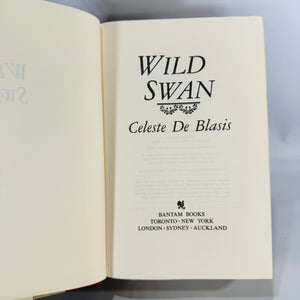 WILD
SWAN
Celeste De Blasis
BANTAM BOOKS
TORONTO • NEW YORK
LONDON • SYDNEY • AUCKLAND